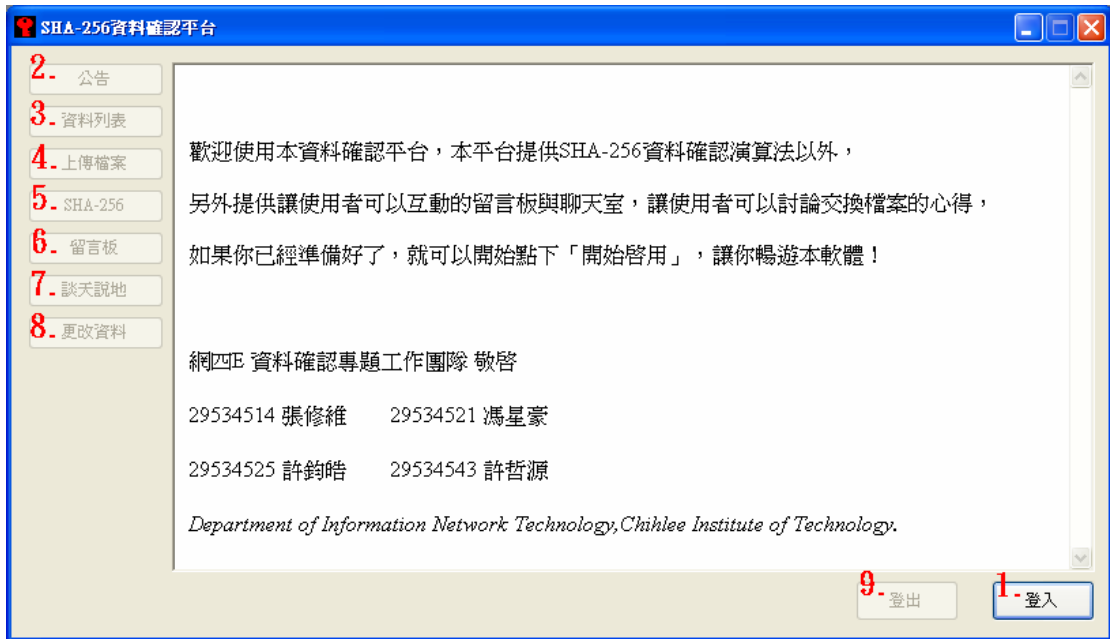 SHA-256資料確認平台
2. 公告
3. 資料列表
4. 上傳檔案
5. SHA-256
6. 留言板
7. 談天說地
8. 更改資料
歡迎使用本資料確認平台，本平台提供SHA-256資料確認演算法以外，
另外提供讓使用者可以互動的留言板與聊天室，讓使用者可以討論交換檔案的心得，
如果你已經準備好了，就可以開始點下「開始啓用」，讓你暢遊本軟體！
網四E 資料確認專題工作團隊 敬啓
29534514 張修維 29534521 馮星豪
29534525 許鈞皓 29534543 許哲源
Department of Information Network Technology,Chihlee Institute of Technology.
9. 登出
1. 登入